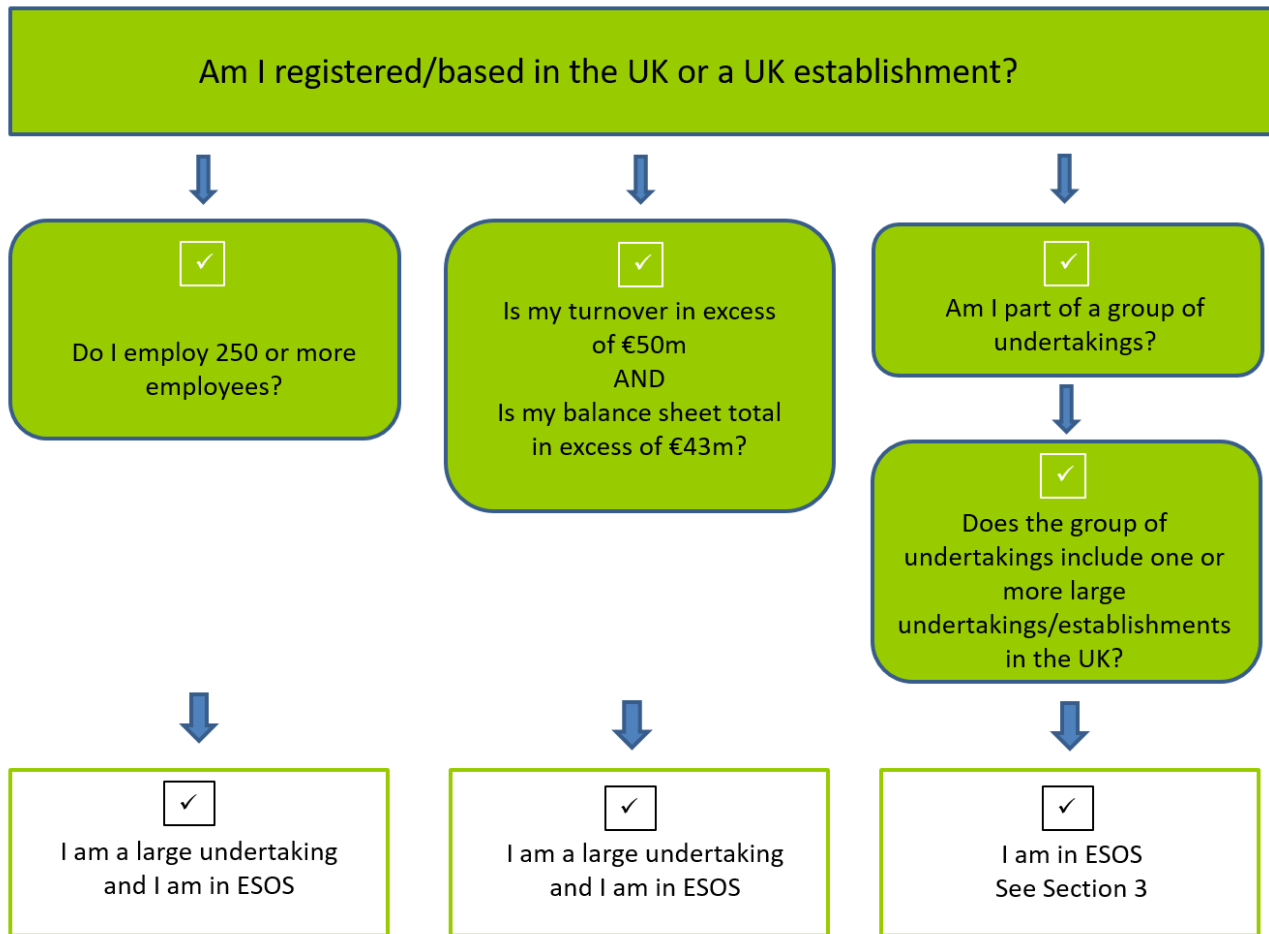 Am I registered/based in the UK or a UK establishment?
✓
Do I employ 250 or more
employees?
✓
Is my turnover in excess
of €50m
AND
Is my balance sheet total
in excess of €43m?
✓
Am I part of a group of
undertakings?
✓
Does the group of
undertakings include one or
more large
undertakings/establishments
in the UK?
✓
I am a large undertaking
and I am in ESOS
✓
I am a large undertaking
and I am in ESOS
✓
I am in ESOS
See Section 3